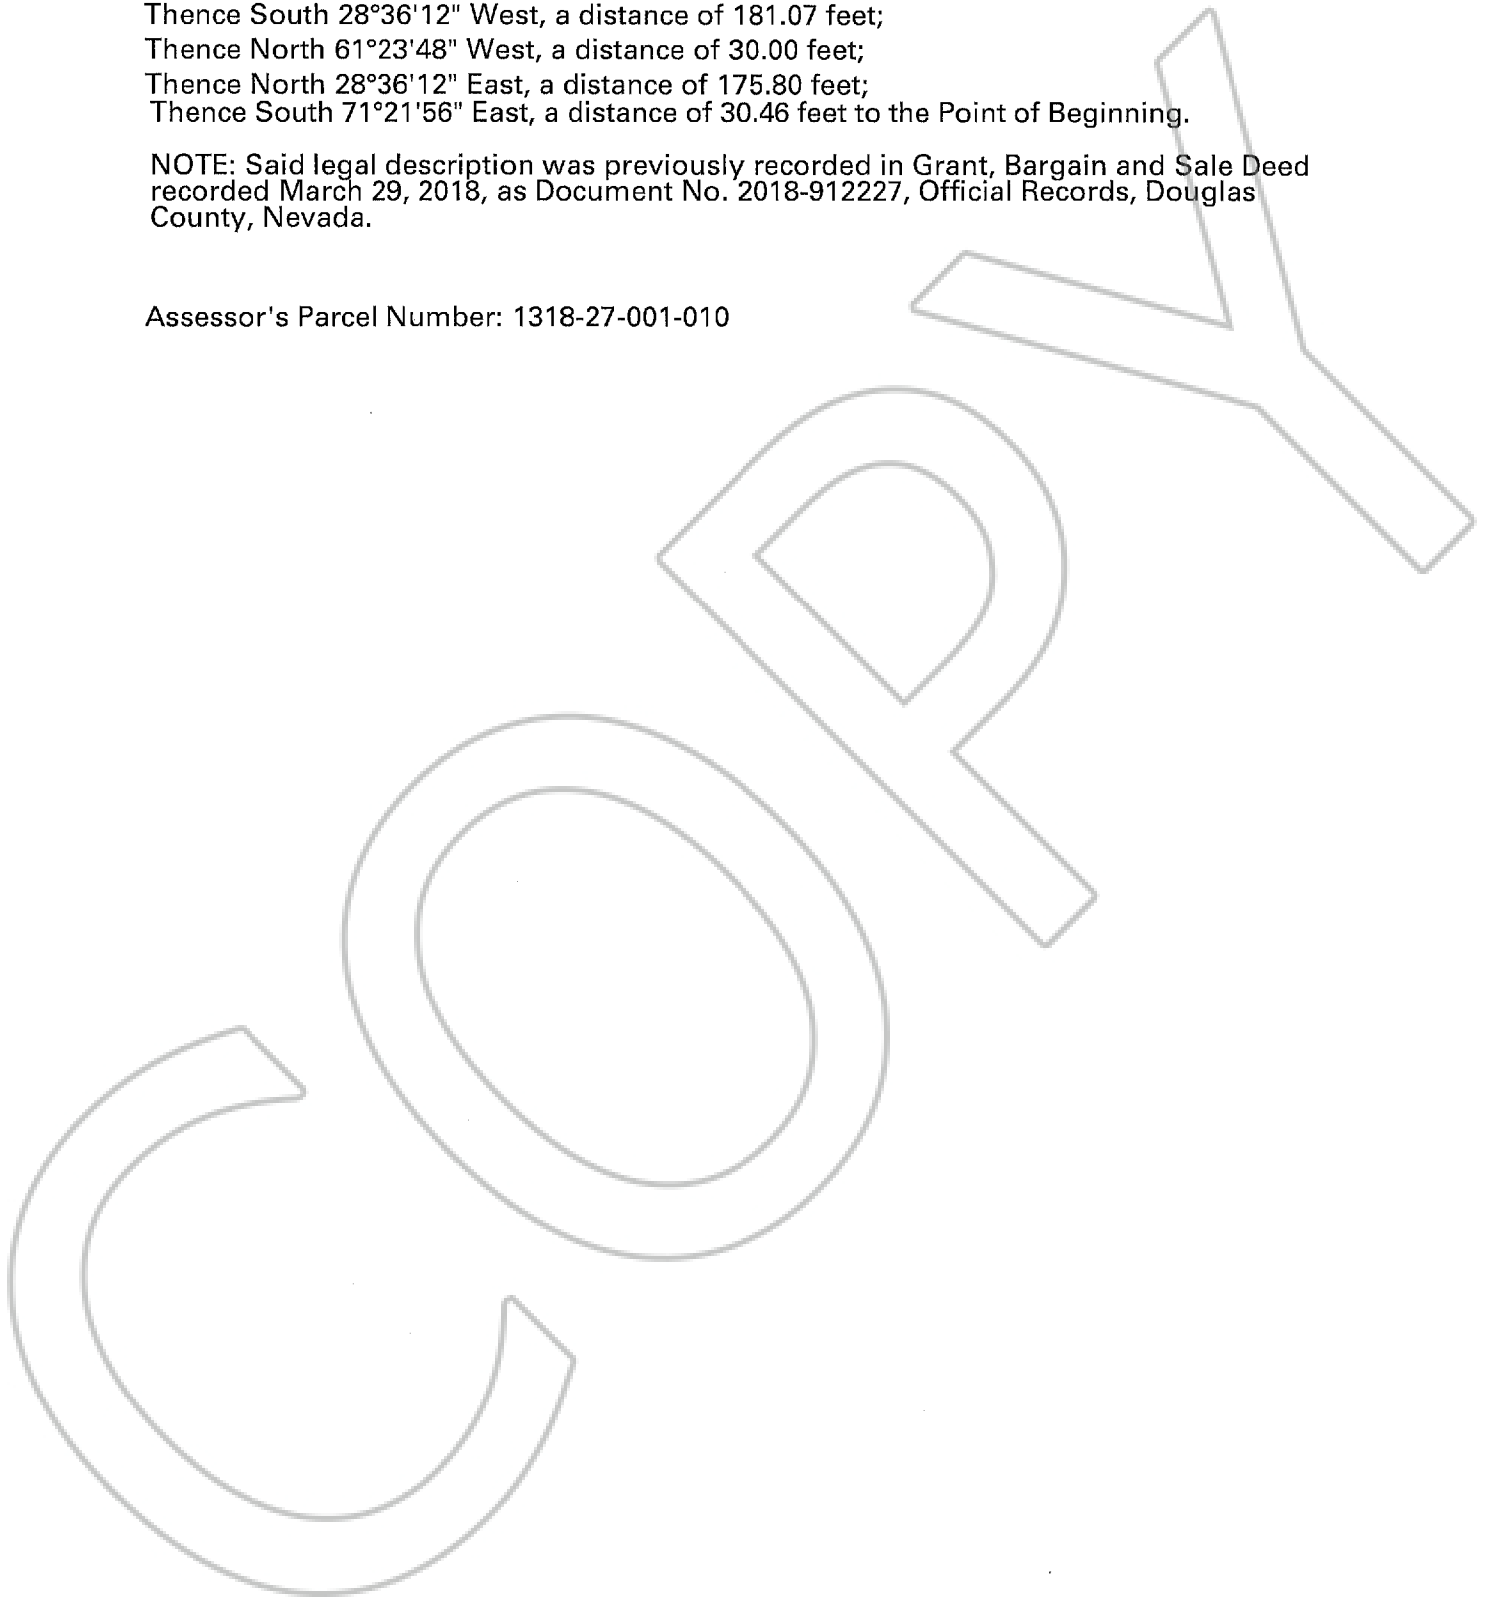 Thence South 28°36'12" West, a distance of 181.07 feet;
Thence North 61°23'48" West, a distance of 30.00 feet;
Thence North 28°36'12" East, a distance of 175.80 feet;
Thence South 71°21'56" East, a distance of 30.46 feet to the Point of Beginning.
NOTE: Said legal description was previously recorded in Grant, Bargain and Sale Deed
recorded March 29, 2018, as Document No. 2018-912227, Official Records, Douglas
County, Nevada.
Assessor's Parcel Number: 1318-27-001-010
COPY